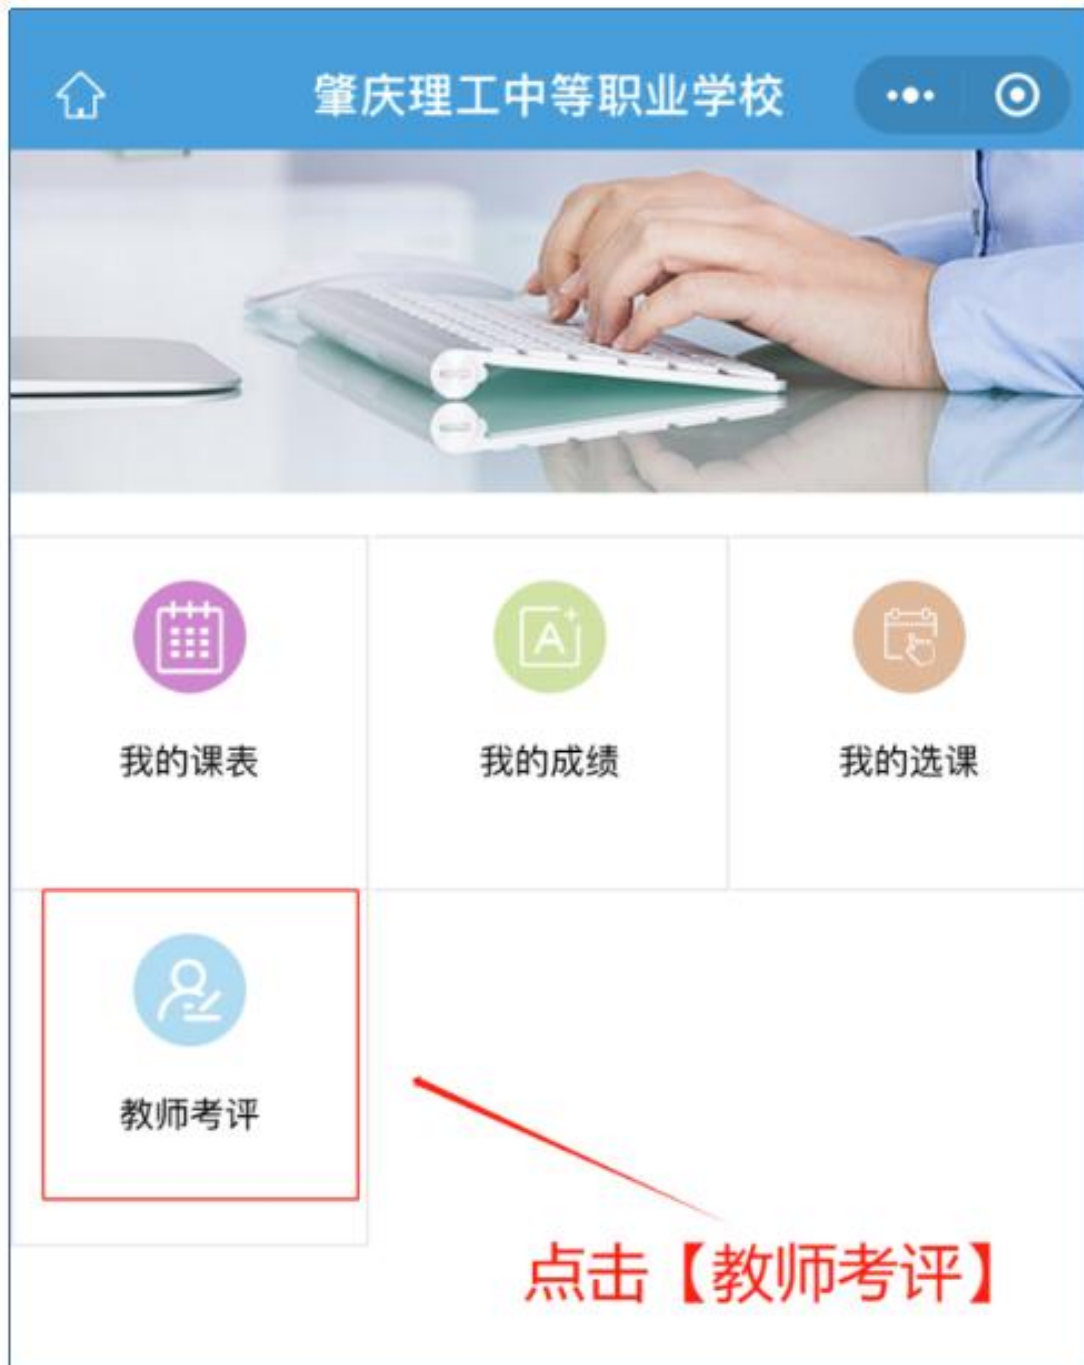 肇庆理工中等职业学校
我的课表
我的成绩
我的选课
教师考评
点击【教师考评】